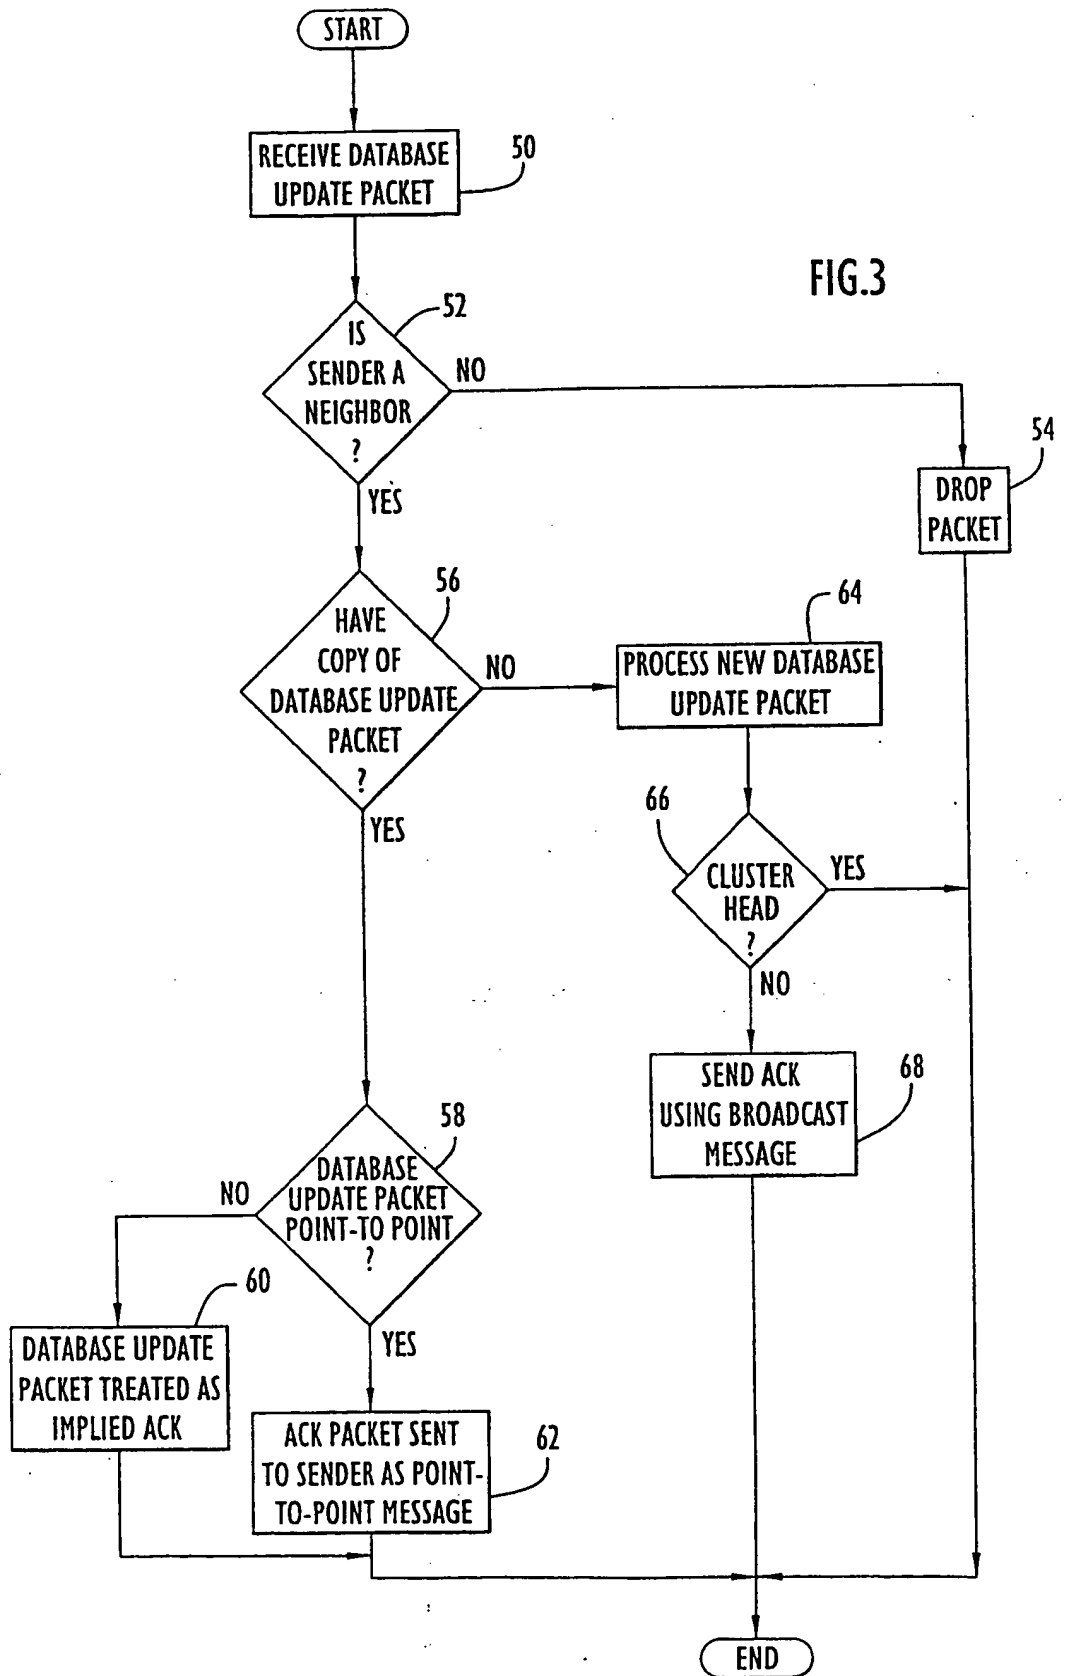 START
RECEIVE DATABASE
UPDATE PACKET
50
FIG.3
IS
SENDER A
NEIGHBOR
?
52
NO
YES
54
DROP
PACKET
HAVE
COPY OF
DATABASE UPDATE
PACKET
?
56
NO
YES
64
PROCESS NEW DATABASE
UPDATE PACKET
66
CLUSTER
HEAD
?
YES
NO
SEND ACK
USING BROADCAST
MESSAGE
68
58
DATABASE
UPDATE PACKET
POINT-TO POINT
?
NO
YES
60
DATABASE UPDATE
PACKET TREATED AS
IMPLIED ACK
ACK PACKET SENT
TO SENDER AS POINT-
TO-POINT MESSAGE
62
END